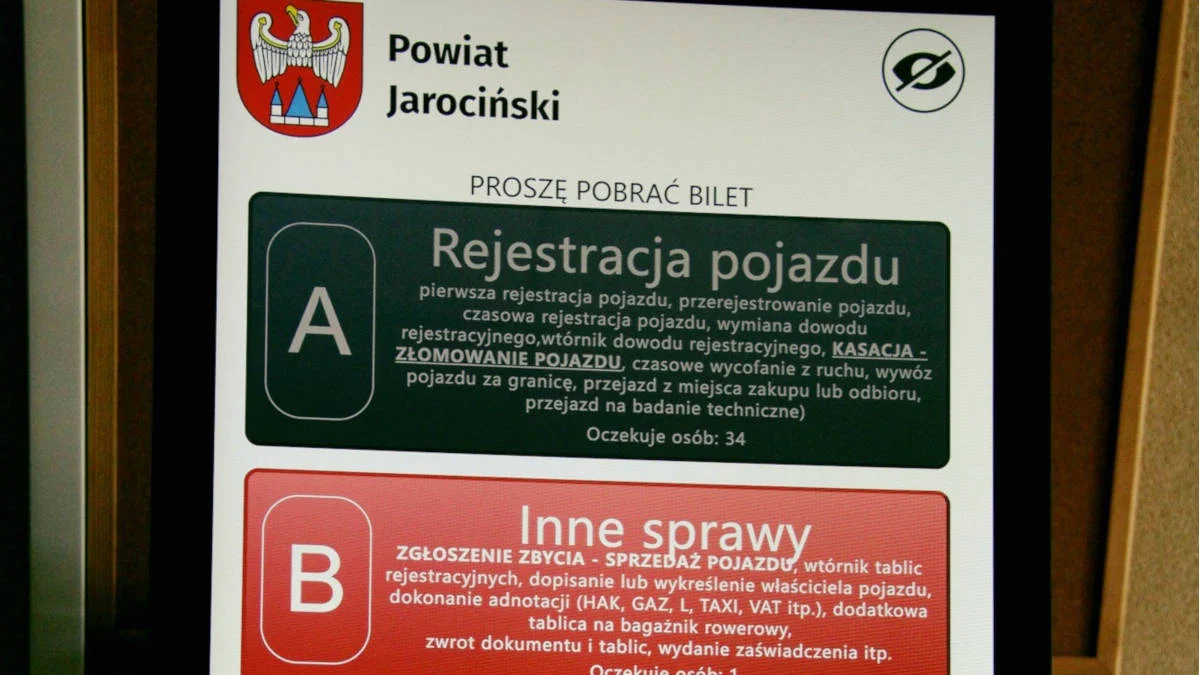 Powiat
Jarociński
PROSZĘ POBRAĆ BILET
A
Rejestracja pojazdu
pierwsza rejestracja pojazdu, przerejestrowanie pojazdu,
czasowa rejestracja pojazdu, wymiana dowodu
rejestracyjnego,wtórnik dowodu rejestracyjnego, KASACJA -
ZŁOMOWANIE POJAZDU, czasowe wycofanie z ruchu, wywóz
pojazdu za granicę, przejazd z miejsca zakupu lub odbioru,
przejazd na badanie techniczne)
Oczekuje osób: 34
B
Inne sprawy
ZGŁOSZENIE ZBYCIA - SPRZEDAŻ POJAZDU, wtórnik tablic
rejestracyjnych, dopisanie lub wykreślenie właściciela pojazdu,
dokonanie adnotacji (HAK, GAZ, L, TAXI, VAT itp.), dodatkowa
tablica na bagażnik rowerowy,
zwrot dokumentu i tablic, wydanie zaświadczenia itp.
Oczekuje osób: 1